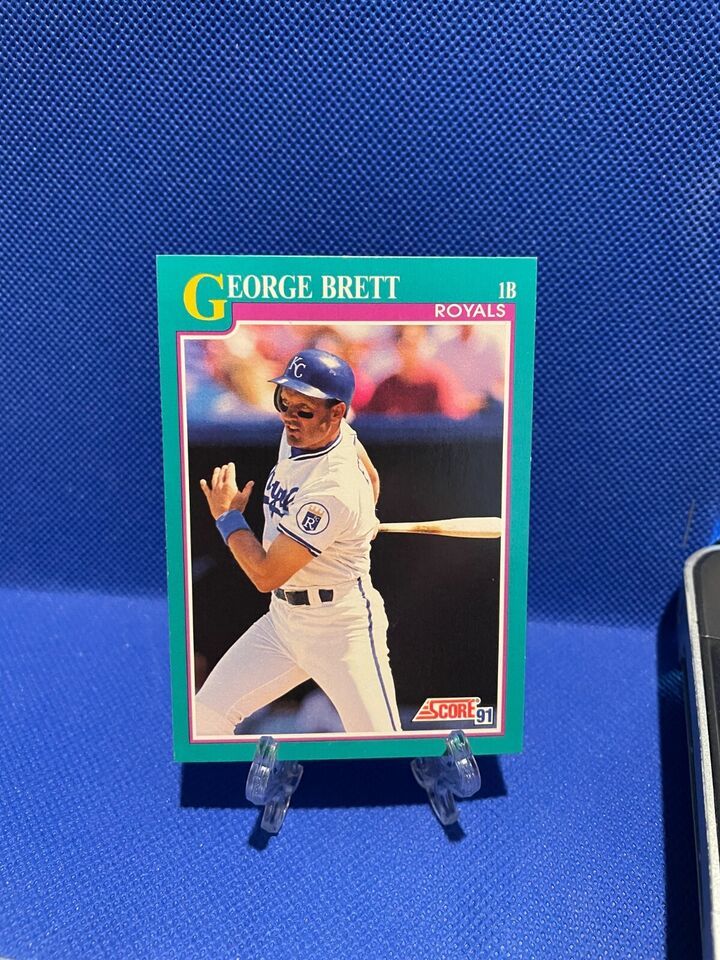 GEORGE BRETT
1B
ROYALS
KC
Royals
R
SCORE 91